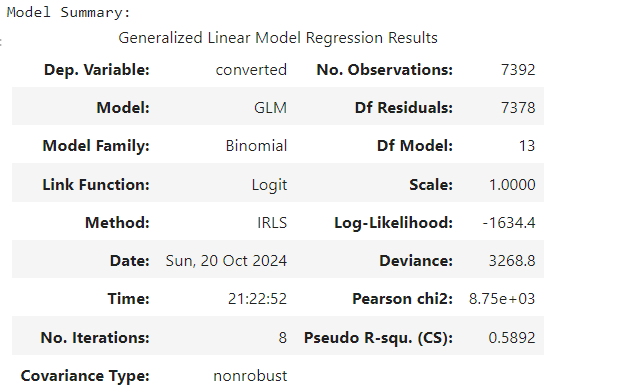 Model Summary:
Generalized Linear Model Regression Results
Dep. Variable: converted No. Observations: 7392
Model: GLM Df Residuals: 7378
Model Family: Binomial Df Model: 13
Link Function: Logit Scale: 1.0000
Method: IRLS Log-Likelihood: -1634.4
Date: Sun, 20 Oct 2024 Deviance: 3268.8
Time: 21:22:52 Pearson chi2: 8.75e+03
No. Iterations: 8 Pseudo R-squ. (CS): 0.5892
Covariance Type: nonrobust